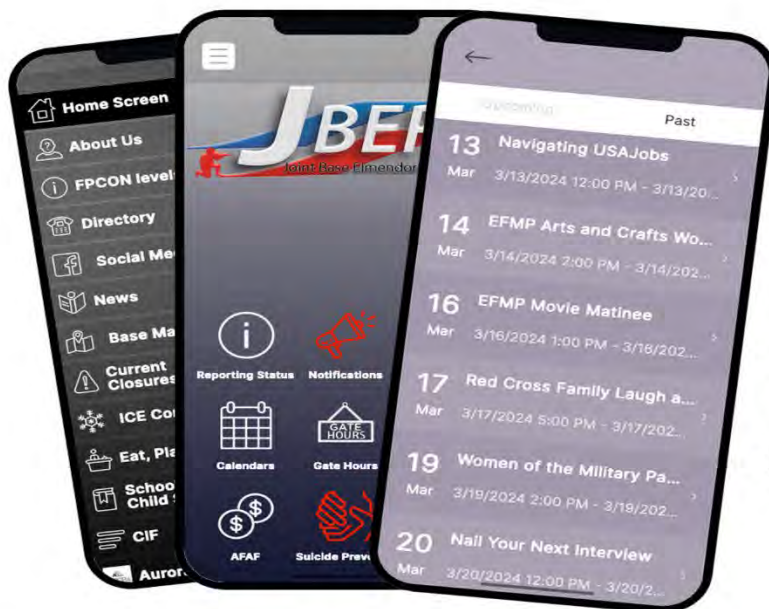 Home Screen
About Us
FPCON levels
Directory
Social Me
News
Base Ma
Current
Closures
ICE Co
Eat, Pla
Schoo
Child S
CIF
Auror
JBER
Joint Base Elmendor
Reporting Status
Notifications
Calendars
GATE
HOURS
Gate Hours
AFAF
Suicide Preve
Upcoming
Past
13
Mar
Navigating USAJobs
3/13/2024 12:00 PM - 3/13/20...
14
Mar
EFMP Arts and Crafts Wo...
3/14/2024 2:00 PM - 3/14/202...
16
Mar
EFMP Movie Matinee
3/16/2024 1:00 PM - 3/16/202...
17
Mar
Red Cross Family Laugh a...
3/17/2024 5:00 PM - 3/17/202...
19
Mar
Women of the Military Pa...
3/19/2024 2:00 PM - 3/19/202...
20
Mar
Nail Your Next Interview
3/20/2024 12:00 PM - 3/20/2...